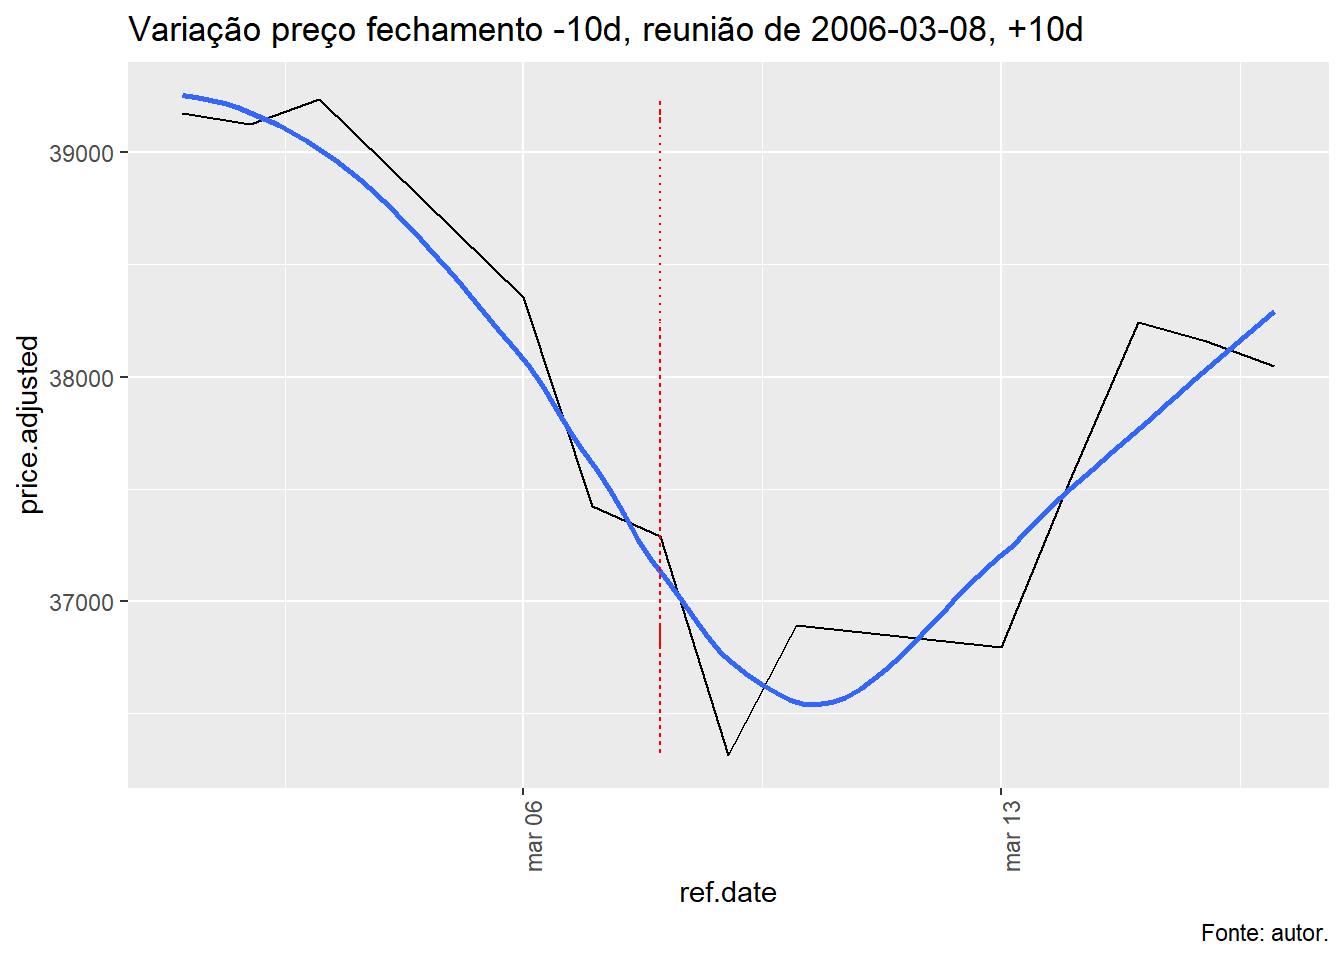 Variação preço fechamento -10d, reunião de 2006-03-08, +10d
39000
38000
37000
price.adjusted
mar 06
mar 13
ref.date
Fonte: autor.